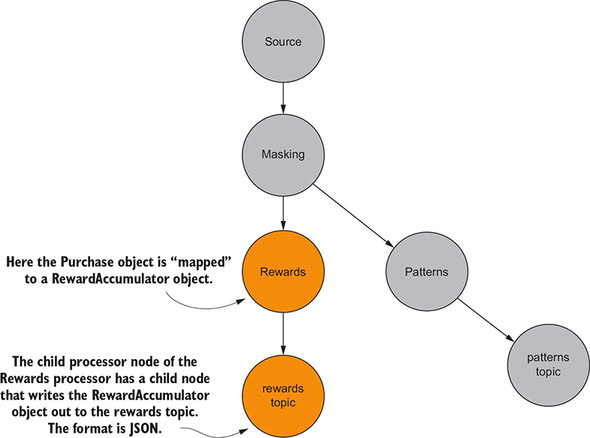 Source
Masking
Here the Purchase object is “mapped”
to a RewardAccumulator object.
Rewards
Patterns
The child processor node of the
Rewards processor has a child node
that writes the RewardAccumulator
object out to the rewards topic.
The format is JSON.
rewards
topic
patterns
topic